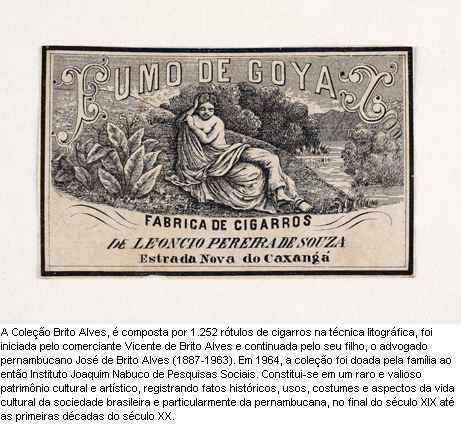 FUMO DE GOYAZ
FABRICA DE CIGARROS
DE LEONCIO PEREIRA DE SOUZA
Estrada Nova do Caxangá
A Coleção Brito Alves, é composta por 1.252 rótulos de cigarros na técnica litográfica, foi
iniciada pelo comerciante Vicente de Brito Alves e continuada pelo seu filho, o advogado
pernambucano José de Brito Alves (1887-1963). Em 1964, a coleção foi doada pela família ao
então Instituto Joaquim Nabuco de Pesquisas Sociais. Constitui-se em um raro e valioso
patrimônio cultural e artístico, registrando fatos históricos, usos, costumes e aspectos da vida
cultural da sociedade brasileira e particularmente da pernambucana, no final do século XIX até
as primeiras décadas do século XX.